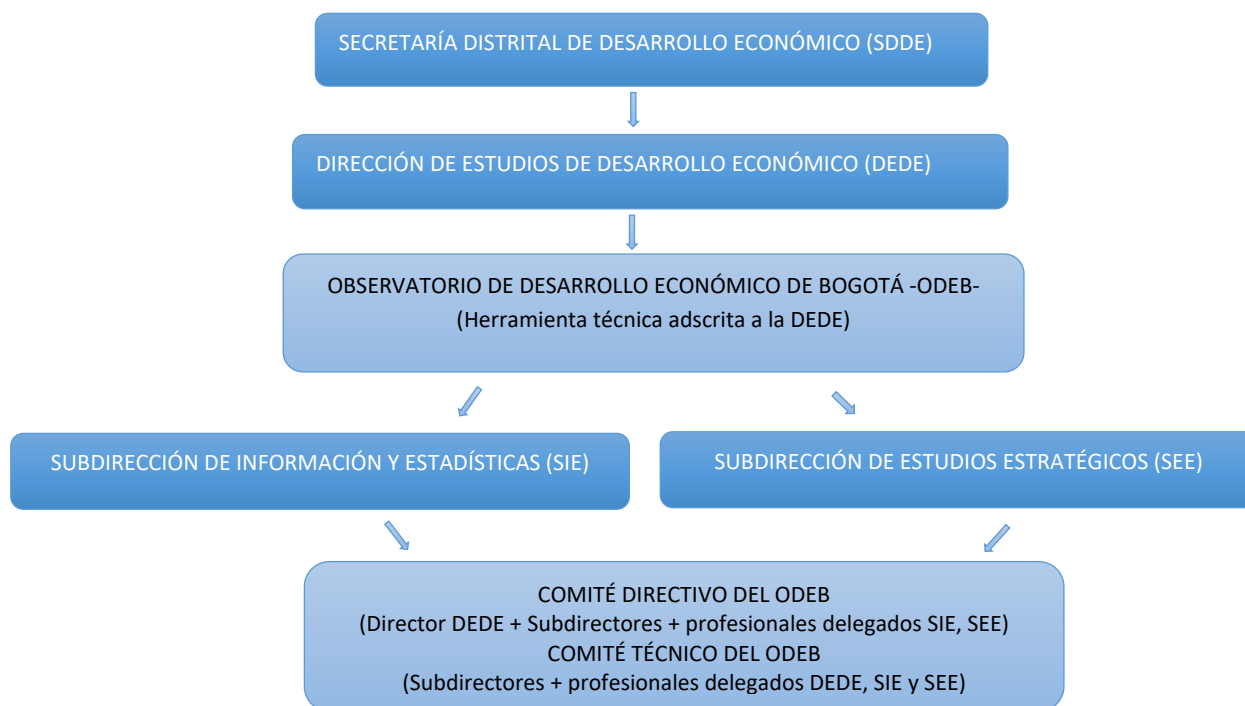 SECRETARÍA DISTRITAL DE DESARROLLO ECONÓMICO (SDDE)
DIRECCIÓN DE ESTUDIOS DE DESARROLLO ECONÓMICO (DEDE)
OBSERVATORIO DE DESARROLLO ECONÓMICO DE BOGOTÁ -ODEB-
(Herramienta técnica adscrita a la DEDE)
SUBDIRECCIÓN DE INFORMACIÓN Y ESTADÍSTICAS (SIE)
SUBDIRECCIÓN DE ESTUDIOS ESTRATÉGICOS (SEE)
COMITÉ DIRECTIVO DEL ODEB
(Director DEDE + Subdirectores + profesionales delegados SIE, SEE)
COMITÉ TÉCNICO DEL ODEB
(Subdirectores + profesionales delegados DEDE, SIE y SEE)